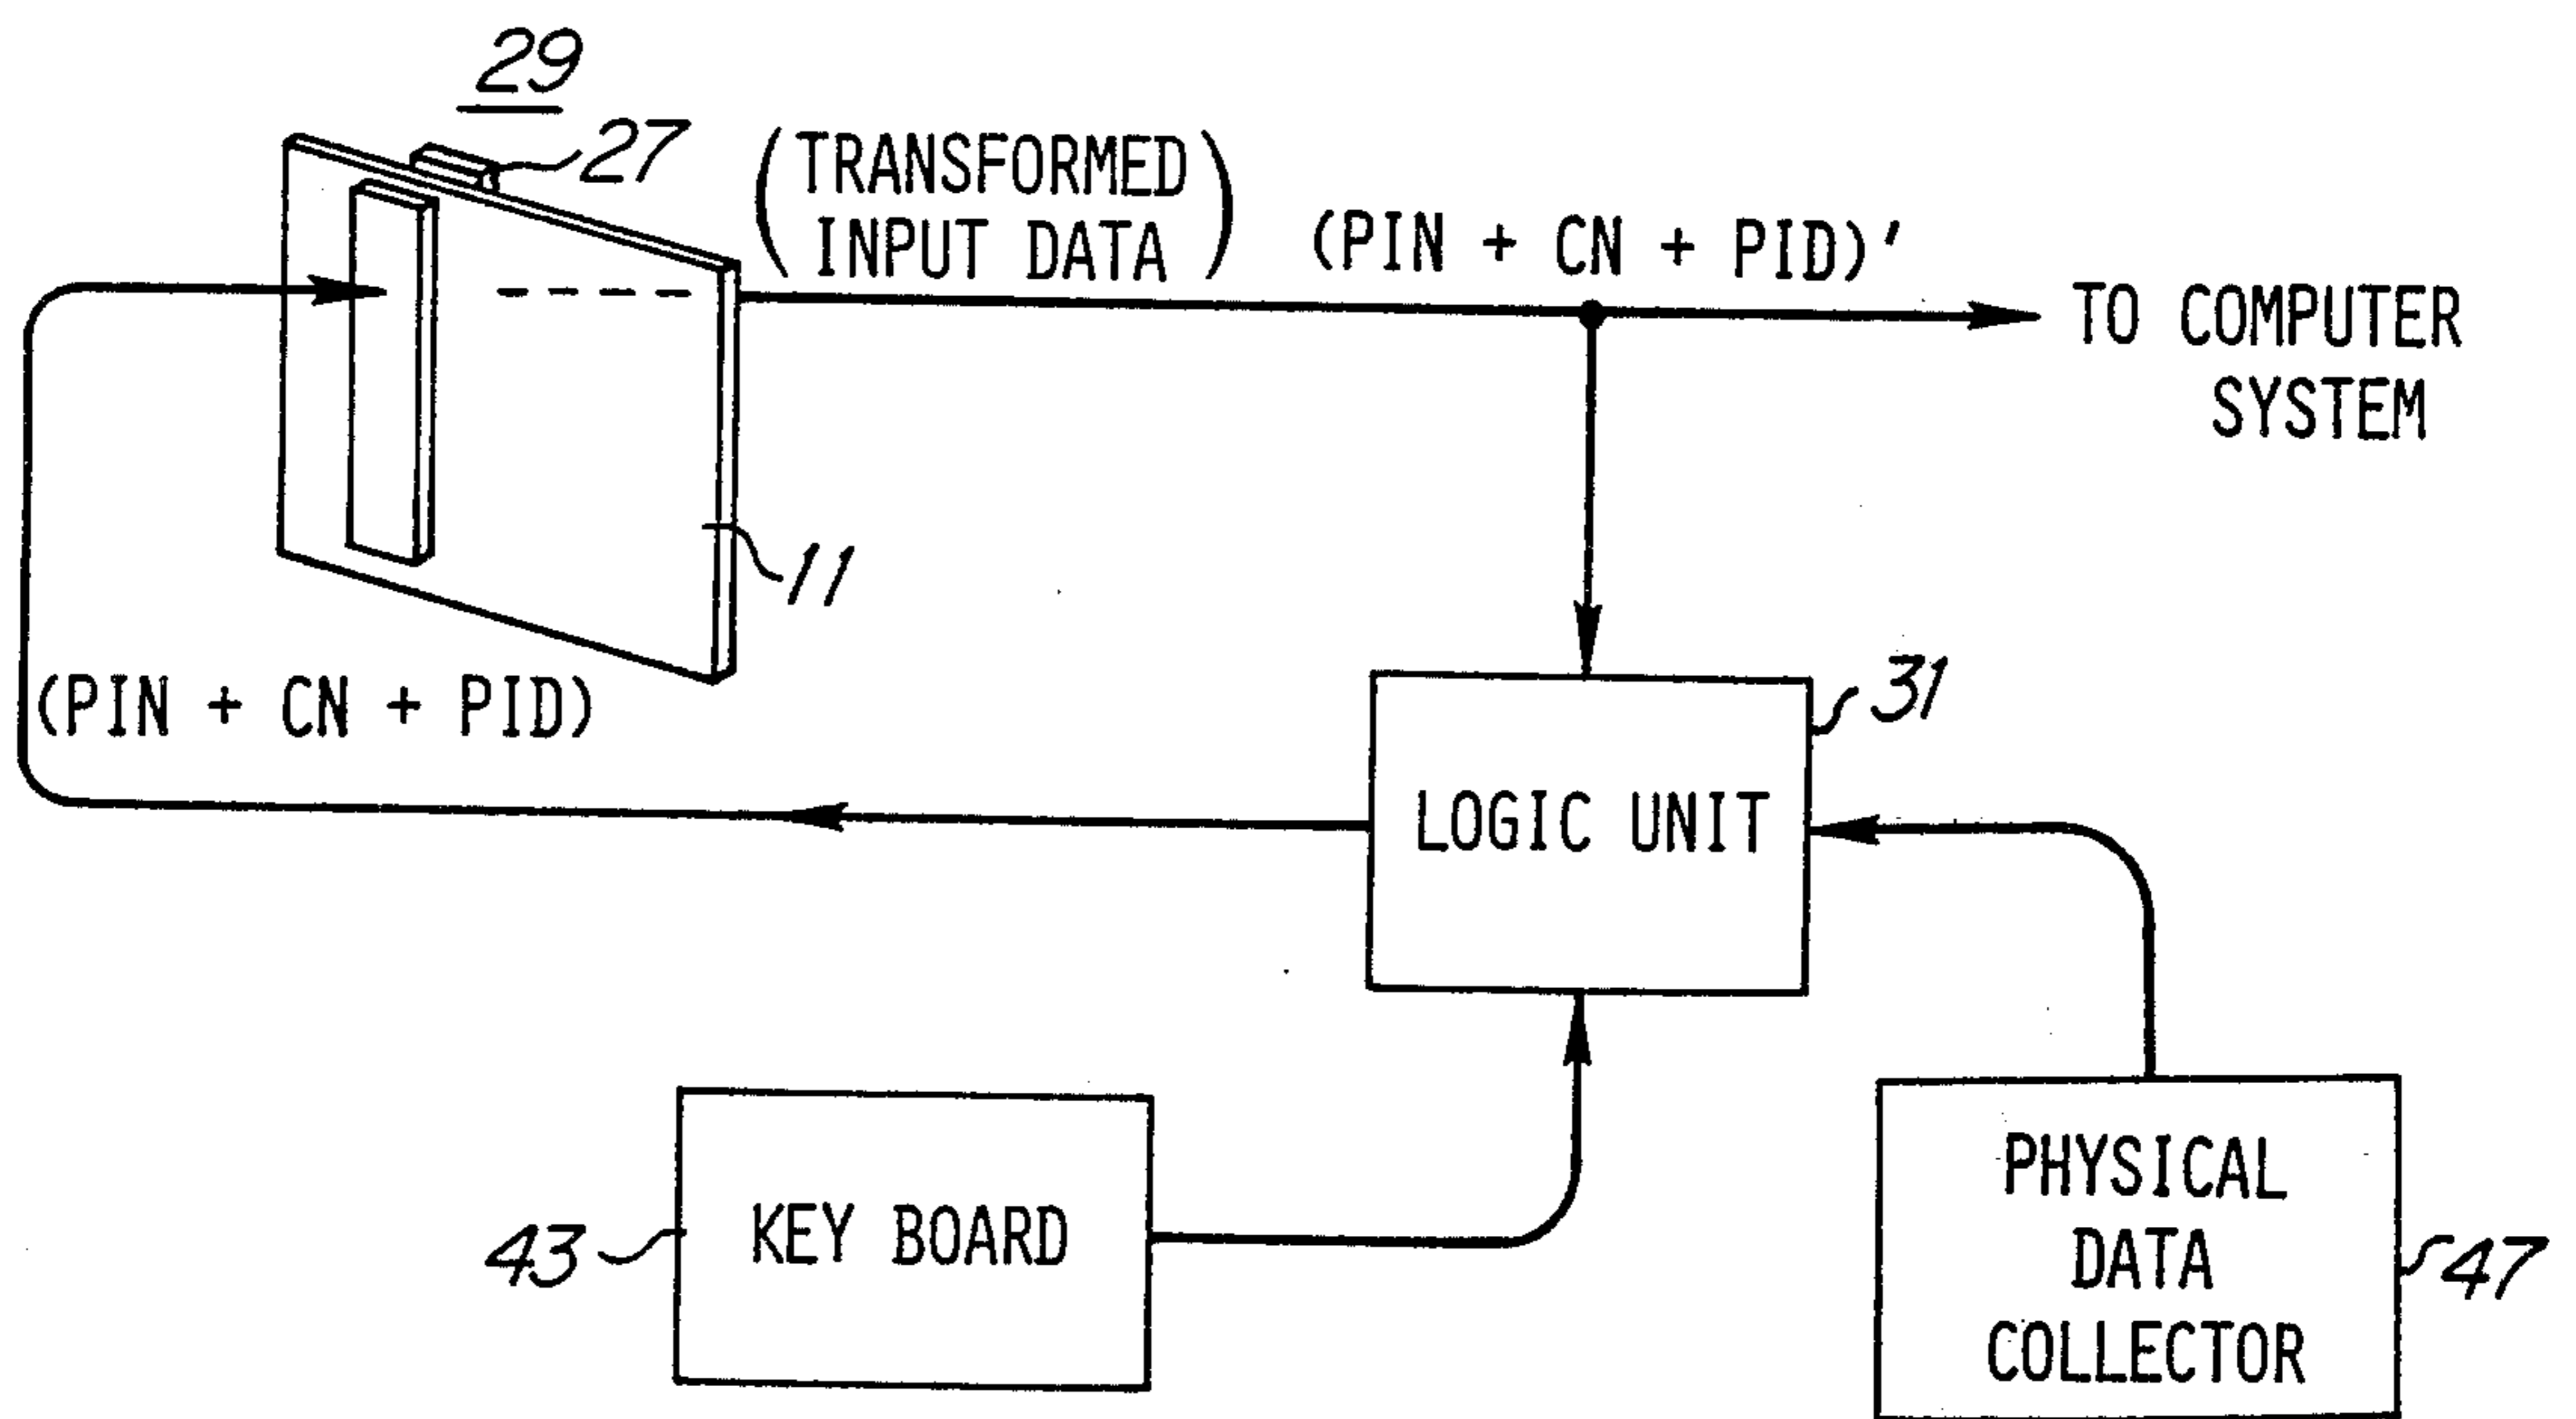 29
27
(TRANSFORMED
INPUT DATA)
(PIN + CN + PID)'
TO COMPUTER
SYSTEM
11
(PIN + CN + PID)
31
LOGIC UNIT
43
KEY BOARD
PHYSICAL
DATA
COLLECTOR
47